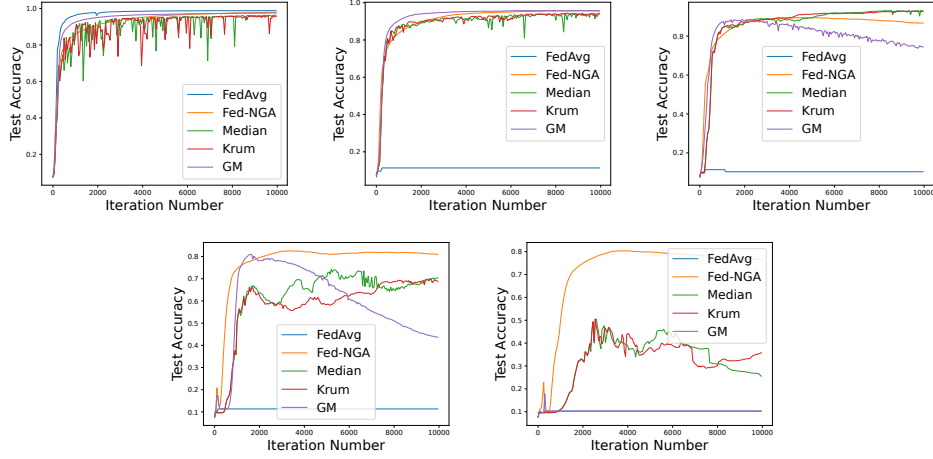 1.0
0.8
0.6
0.4
0.2
Test Accuracy
FedAvg
Fed-NGA
Median
Krum
GM
0 2000 4000 6000 8000 10000
Iteration Number
1.0
0.8
0.6
0.4
0.2
Test Accuracy
FedAvg
Fed-NGA
Median
Krum
GM
0 2000 4000 6000 8000 10000
Iteration Number
0.8
0.6
0.4
0.2
Test Accuracy
FedAvg
Fed-NGA
Median
Krum
GM
0 2000 4000 6000 8000 10000
Iteration Number
0.8
0.7
0.6
0.5
0.4
0.3
0.2
0.1
Test Accuracy
FedAvg
Fed-NGA
Median
Krum
GM
0 2000 4000 6000 8000 10000
Iteration Number
0.8
0.7
0.6
0.5
0.4
0.3
0.2
0.1
Test Accuracy
FedAvg
Fed-NGA
Median
Krum
GM
0 2000 4000 6000 8000 10000
Iteration Number